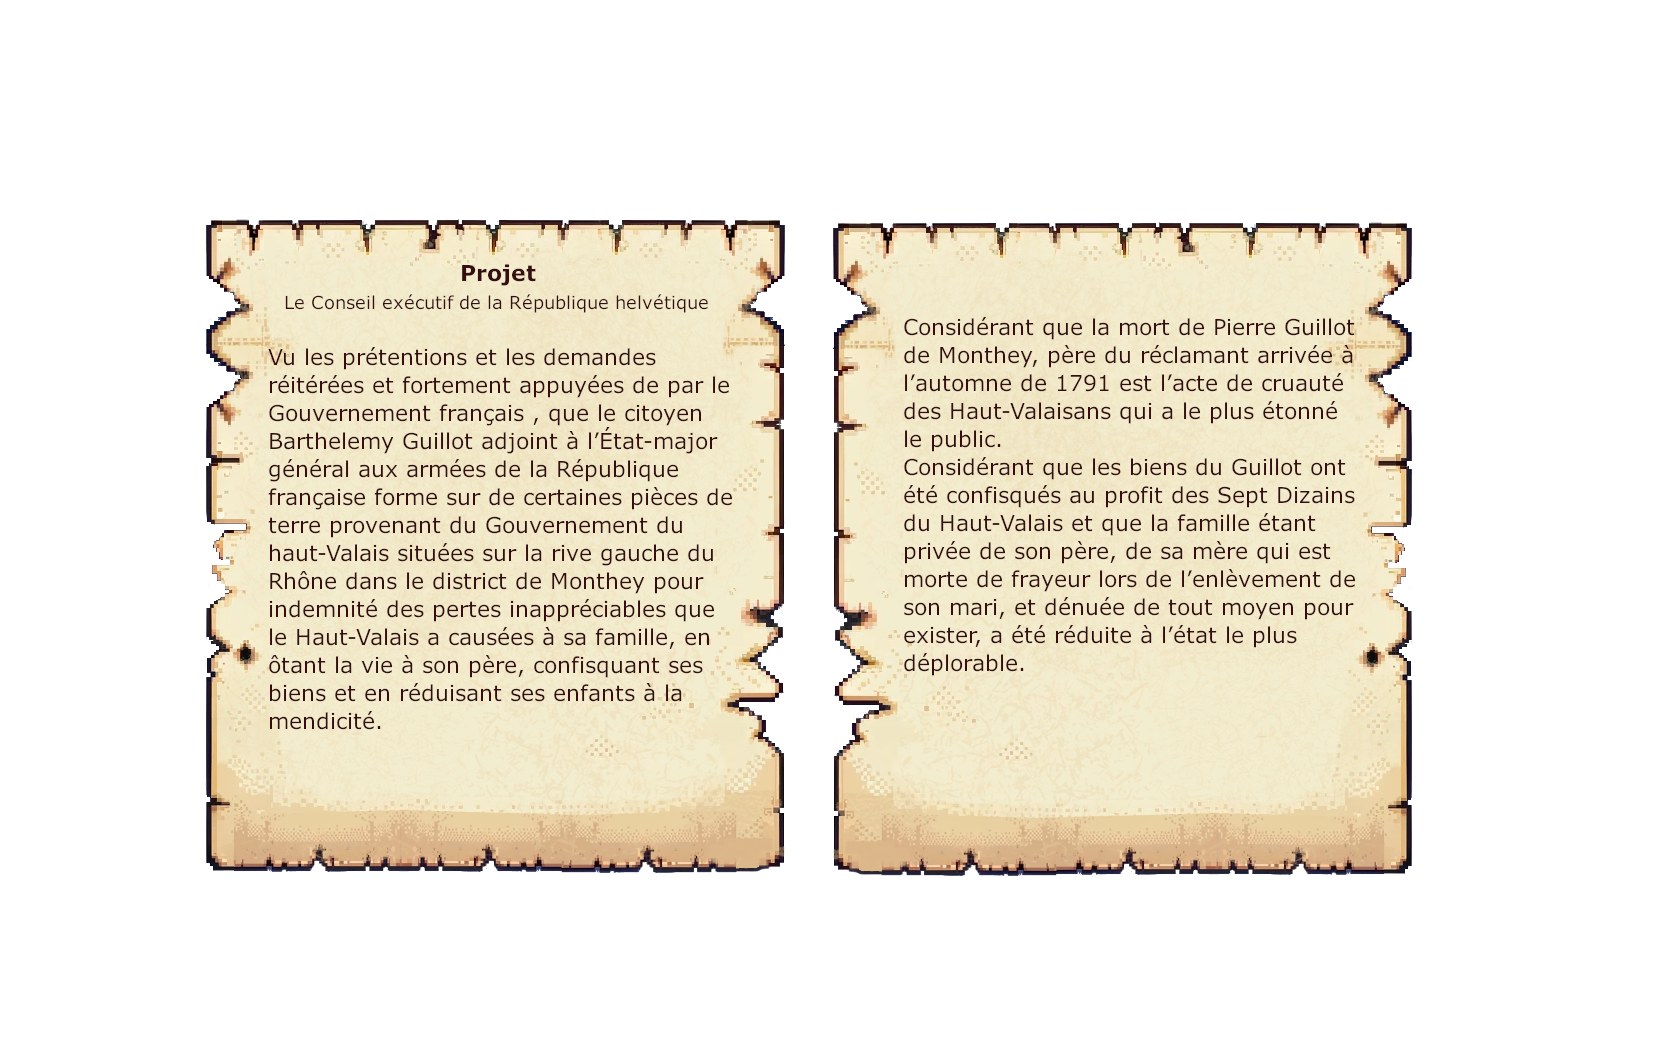 Projet
Le Conseil exécutif de la République helvétique
Vu les prétentions et les demandes
réitérées et fortement appuyées de par le
Gouvernement français , que le citoyen
Barthelemy Guillot adjoint à l’État-major
général aux armées de la République
française forme sur de certaines pièces de
terre provenant du Gouvernement du
haut-Valais situées sur la rive gauche du
Rhône dans le district de Monthey pour
indemnité des pertes inappréciables que
le Haut-Valais a causées à sa famille, en
ôtant la vie à son père, confisquant ses
biens et en réduisant ses enfants à la
mendicité.
Considérant que la mort de Pierre Guillot
de Monthey, père du réclamant arrivée à
l’automne de 1791 est l’acte de cruauté
des Haut-Valaisans qui a le plus étonné
le public.
Considérant que les biens du Guillot ont
été confisqués au profit des Sept Dizains
du Haut-Valais et que la famille étant
privée de son père, de sa mère qui est
morte de frayeur lors de l’enlèvement de
son mari, et dénuée de tout moyen pour
exister, a été réduite à l’état le plus
déplorable.